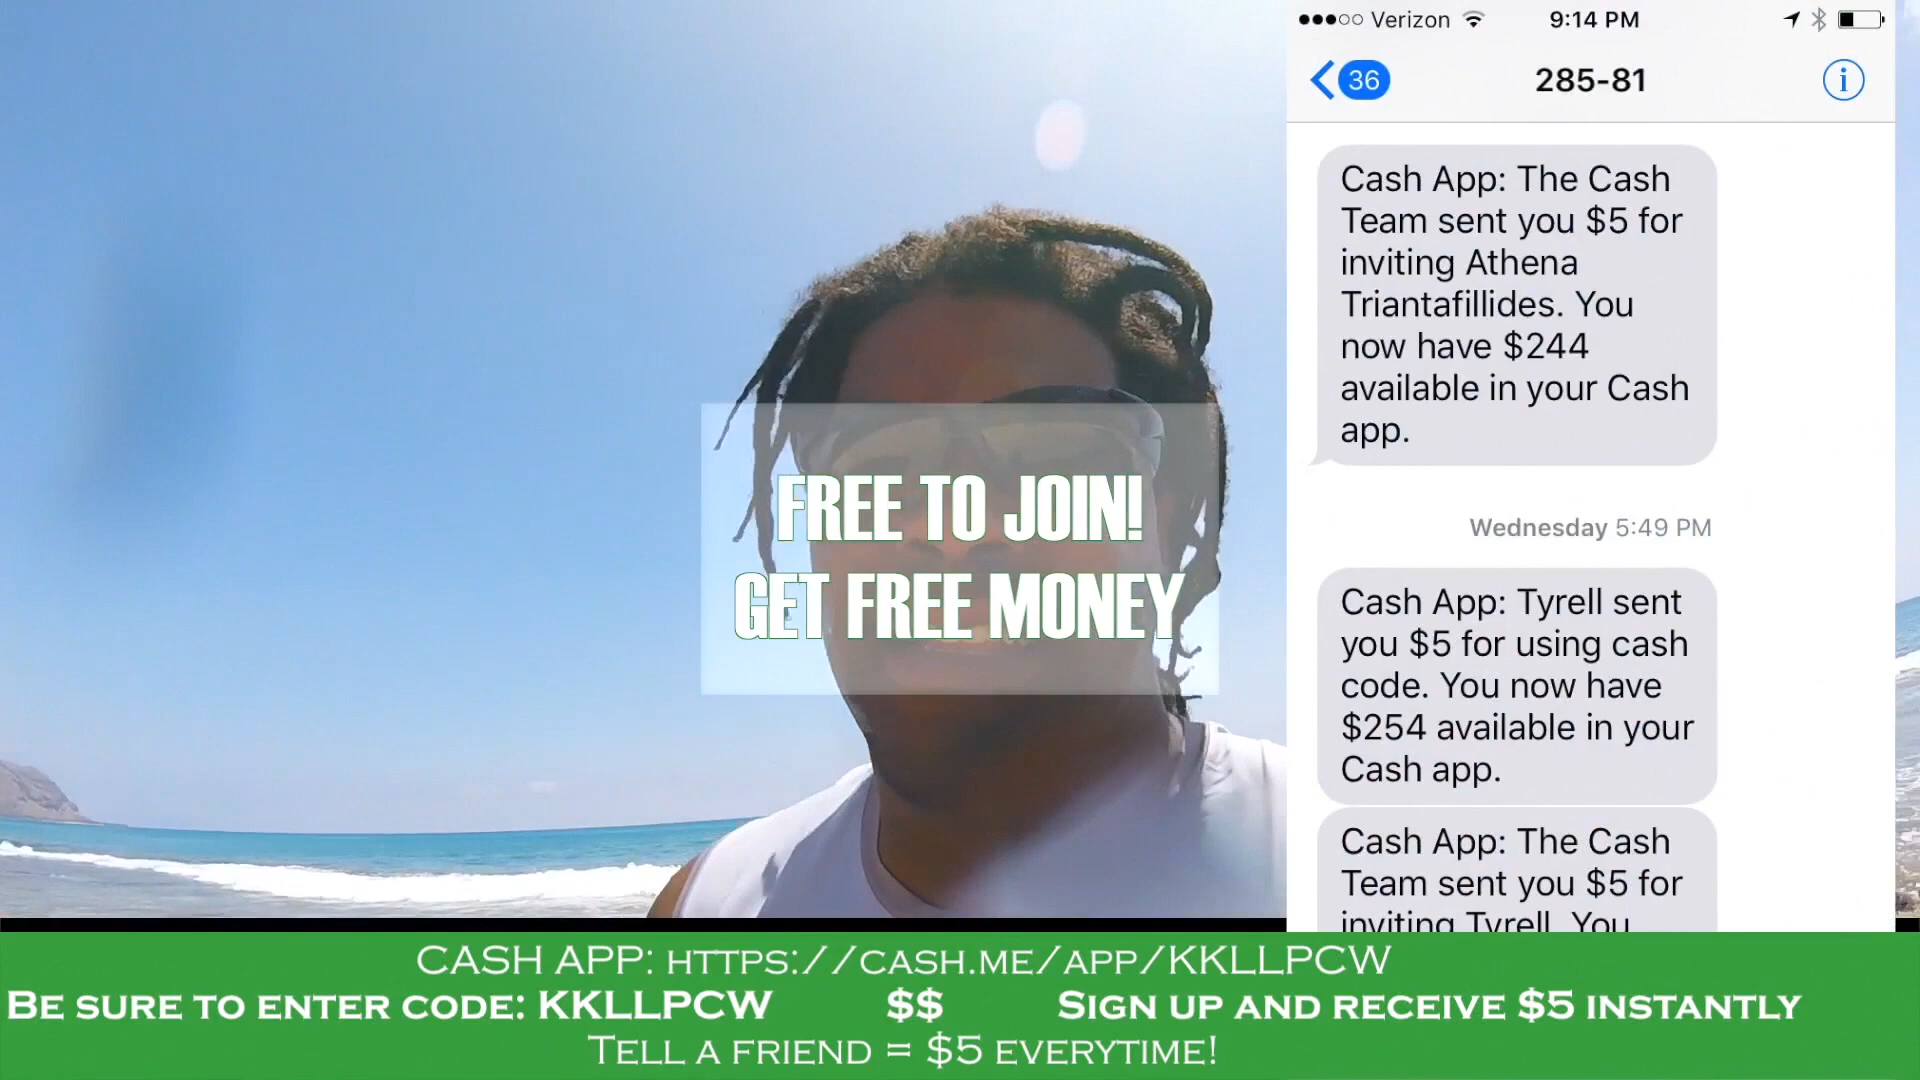 Verizon
9:14 PM
36
285-81
Cash App: The Cash
Team sent you $5 for
inviting Athena
Triantafillides. You
now have $244
available in your Cash
app.
Wednesday 5:49 PM
Cash App: Tyrell sent
you $5 for using cash
code. You now have
$254 available in your
Cash app.
Cash App: The Cash
Team sent you $5 for
inviting Tyrell. You
FREE TO JOIN!
GET FREE MONEY
CASH APP: HTTPS://CASH.ME/APP/KKLLPCW
BE SURE TO ENTER CODE: KKLLPCW $$ SIGN UP AND RECEIVE $5 INSTANTLY
TELL A FRIEND = $5 EVERYTIME!